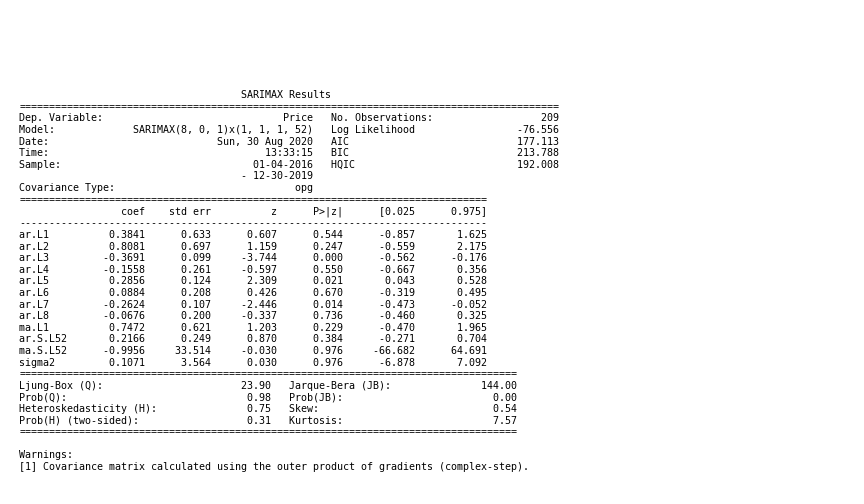 SARIMAX Results
==========================================================================================
Dep. Variable:                              Price   No. Observations:                  209
Model:             SARIMAX(8, 0, 1)x(1, 1, 1, 52)   Log Likelihood                 -76.556
Date:                            Sun, 30 Aug 2020   AIC                            177.113
Time:                                    13:33:15   BIC                            213.788
Sample:                                01-04-2016   HQIC                           192.008
                                     - 12-30-2019
Covariance Type:                              opg
==============================================================================
                 coef    std err          z      P>|z|      [0.025      0.975]
------------------------------------------------------------------------------
ar.L1          0.3841      0.633      0.607      0.544      -0.857       1.625
ar.L2          0.8081      0.697      1.159      0.247      -0.559       2.175
ar.L3         -0.3691      0.099     -3.744      0.000      -0.562      -0.176
ar.L4         -0.1558      0.261     -0.597      0.550      -0.667       0.356
ar.L5          0.2856      0.124      2.309      0.021       0.043       0.528
ar.L6          0.0884      0.208      0.426      0.670      -0.319       0.495
ar.L7         -0.2624      0.107     -2.446      0.014      -0.473      -0.052
ar.L8         -0.0676      0.200     -0.337      0.736      -0.460       0.325
ma.L1          0.7472      0.621      1.203      0.229      -0.470       1.965
ar.S.L52       0.2166      0.249      0.870      0.384      -0.271       0.704
ma.S.L52      -0.9956     33.514     -0.030      0.976     -66.682      64.691
sigma2         0.1071      3.564      0.030      0.976      -6.878       7.092
===================================================================================
Ljung-Box (Q):                       23.90   Jarque-Bera (JB):               144.00
Prob(Q):                              0.98   Prob(JB):                         0.00
Heteroskedasticity (H):               0.75   Skew:                             0.54
Prob(H) (two-sided):                  0.31   Kurtosis:                         7.57
===================================================================================
Warnings:
[1] Covariance matrix calculated using the outer product of gradients (complex-step).